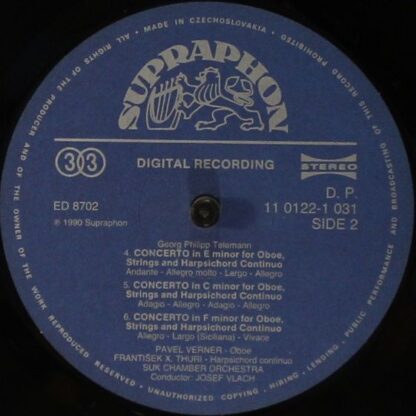 MADE IN CZECHOSLOVAKIA • ALL RIGHTS OF THE PRODUCER AND OF THE OWNER OF THE WORK REPRODUCED RESERVED • UNAUTHORIZED COPYING • HIRING • LENDING • PUBLIC PERFORMANCE AND BROADCASTING OF THIS RECORD PROHIBITED
SUPRAPHON
33 DIGITAL RECORDING STEREO
D. P.
ED 8702 11 0122-1 031
℗ 1990 Supraphon SIDE 2
Georg Philipp Telemann
4. CONCERTO in E minor for Oboe,
Strings and Harpsichord Continuo
Andante - Allegro molto - Largo - Allegro
5. CONCERTO in C minor for Oboe,
Strings and Harpsichord Continuo
Adagio - Allegro - Adagio - Allegro
6. CONCERTO in F minor for Oboe,
Strings and Harpsichord Continuo
Allegro - Largo (Siciliana) - Vivace
PAVEL VERNER - Oboe
FRANTIŠEK X. THURI - Harpsichord continuo
SUK CHAMBER ORCHESTRA
Conductor: JOSEF VLACH